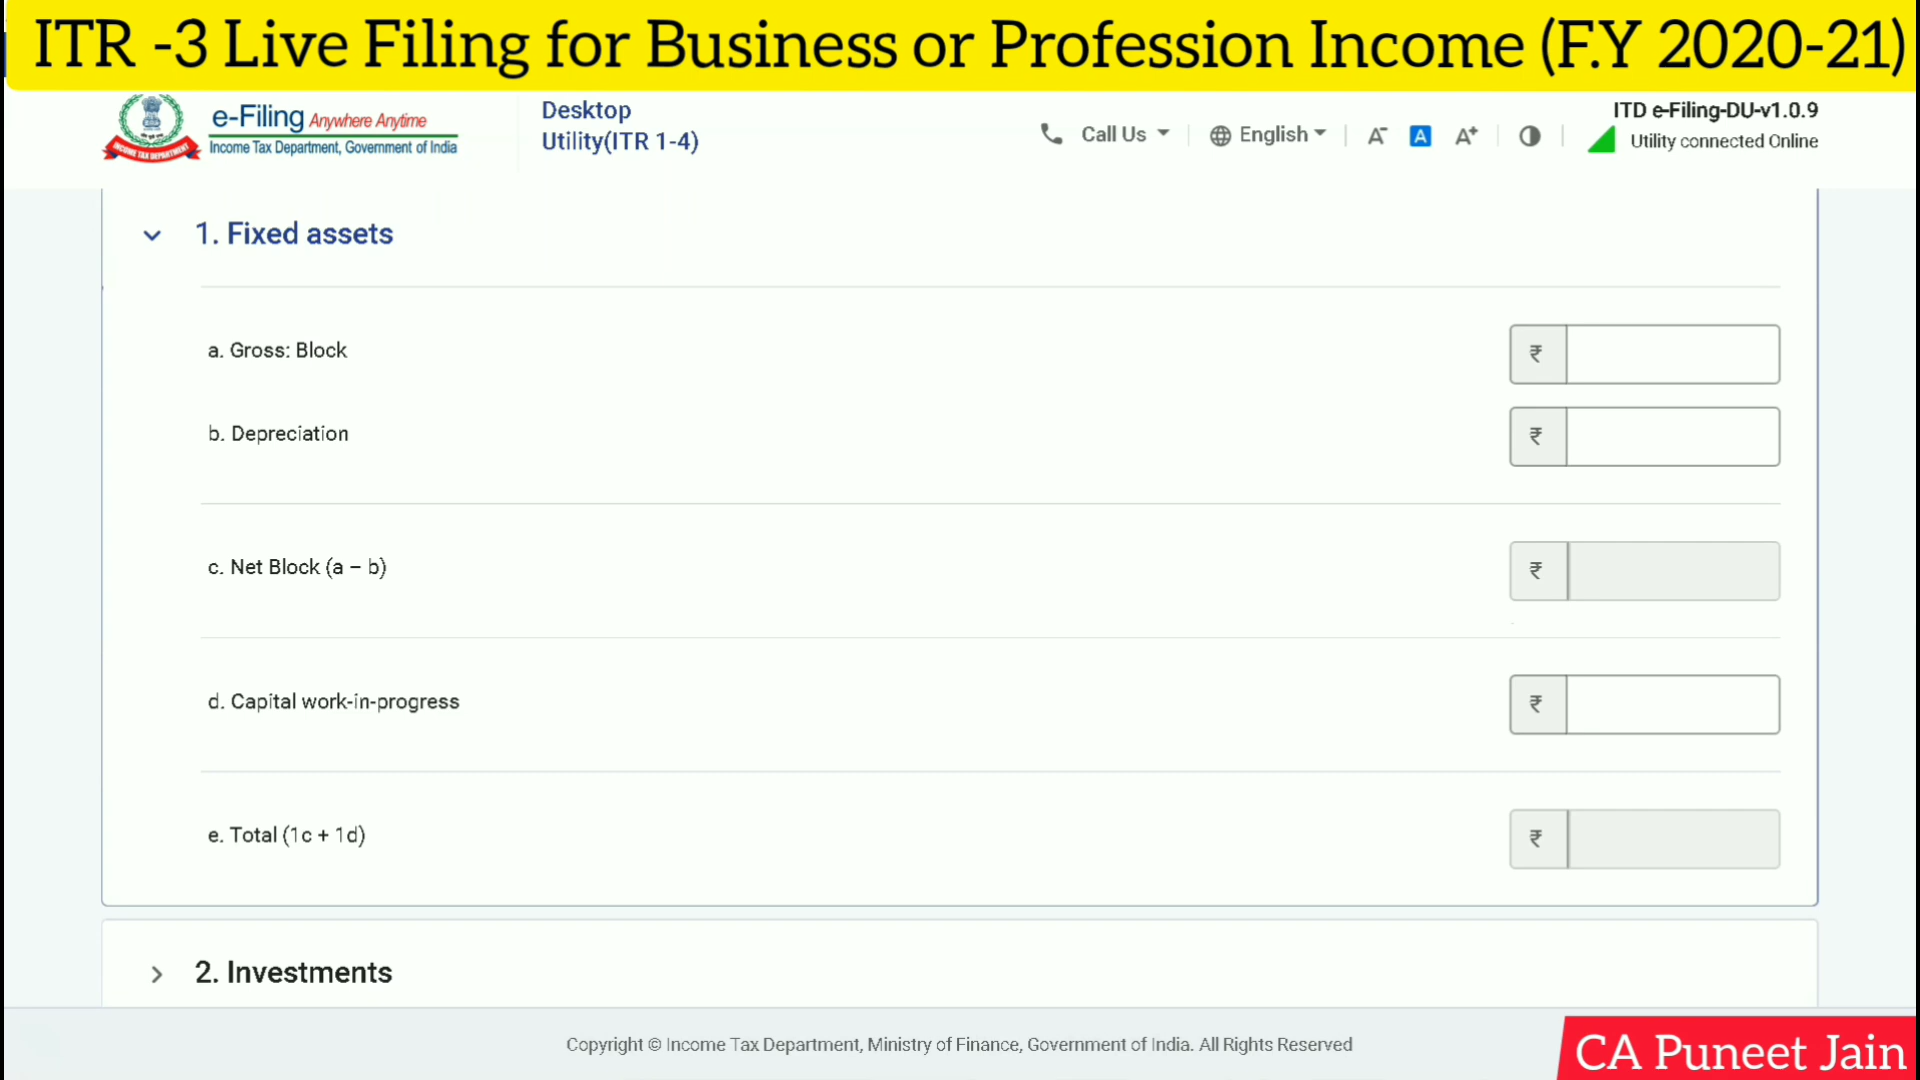 ITR -3 Live Filing for Business or Profession Income (F.Y 2020-21)
e-Filing Anywhere Anytime
Income Tax Department, Government of India
INCOME TAX DEPARTMENT
Desktop
Utility(ITR 1-4)
Call Us
English
A-
A
A+
ITD e-Filing-DU-v1.0.9
Utility connected Online
1. Fixed assets
a. Gross: Block ₹
b. Depreciation ₹
c. Net Block (a – b) ₹
d. Capital work-in-progress ₹
e. Total (1c + 1d) ₹
2. Investments
Copyright © Income Tax Department, Ministry of Finance, Government of India. All Rights Reserved
CA Puneet Jain